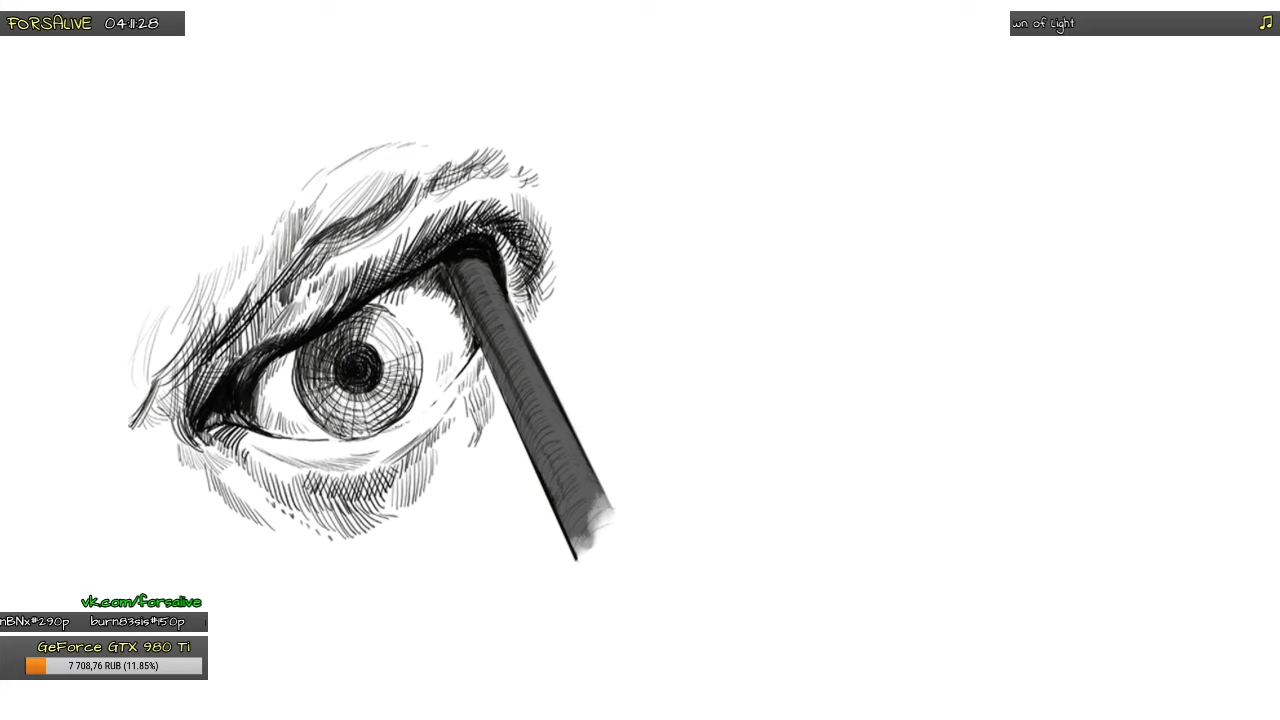 FORSALIVE 04:11:28
wn of Light
vk.com/forsalive
nBNx#290p burn83sis#150p
GeForce GTX 980 Ti
7 708,76 RUB (11.85%)